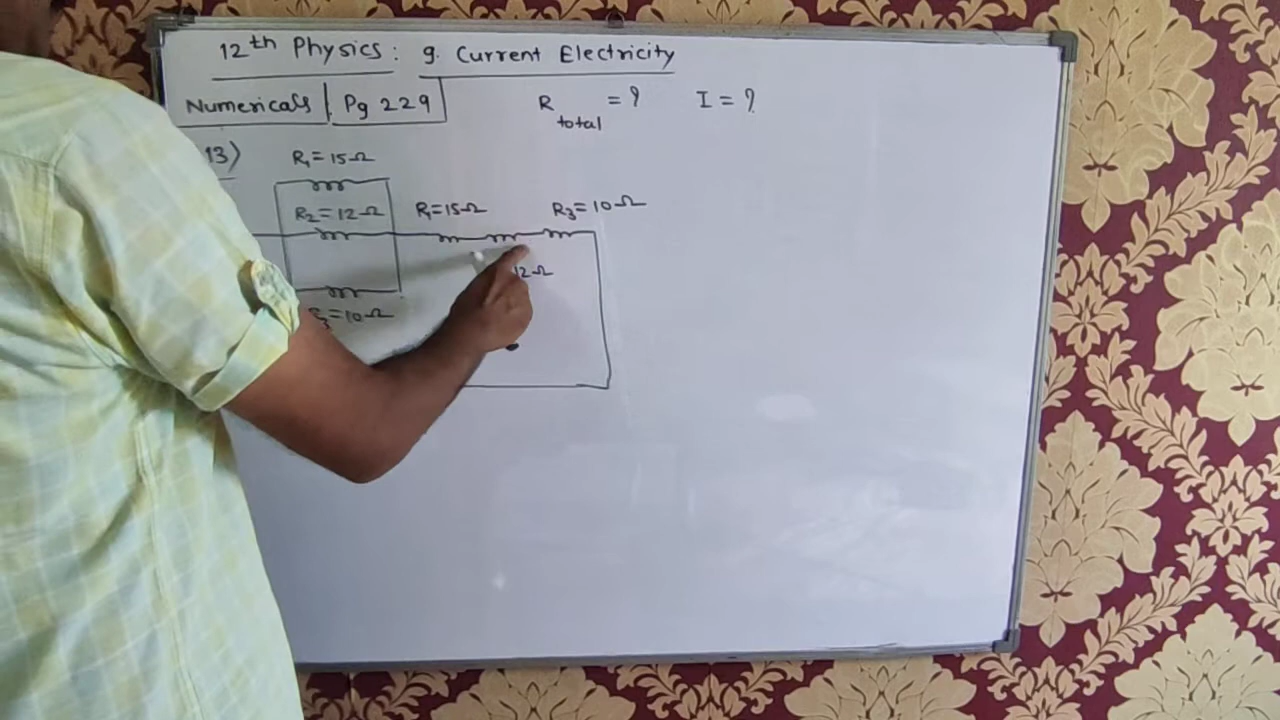 12th Physics: 9. Current Electricity
Numericals | Pg 229
R total = ? I = ?
13)
R1 = 15Ω
R2 = 12Ω
R1=15Ω
R3 = 10Ω
12Ω
= 10Ω